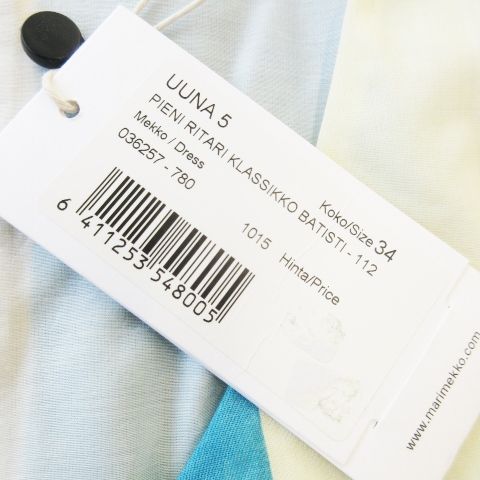 UUNA 5
PIENI RITARI KLASSIKKO BATISTI - 112
Mekko / Dress
036257 - 780
Koko/Size 34
1015
Hinta/Price
6 411253 548005
www.marimekko.com